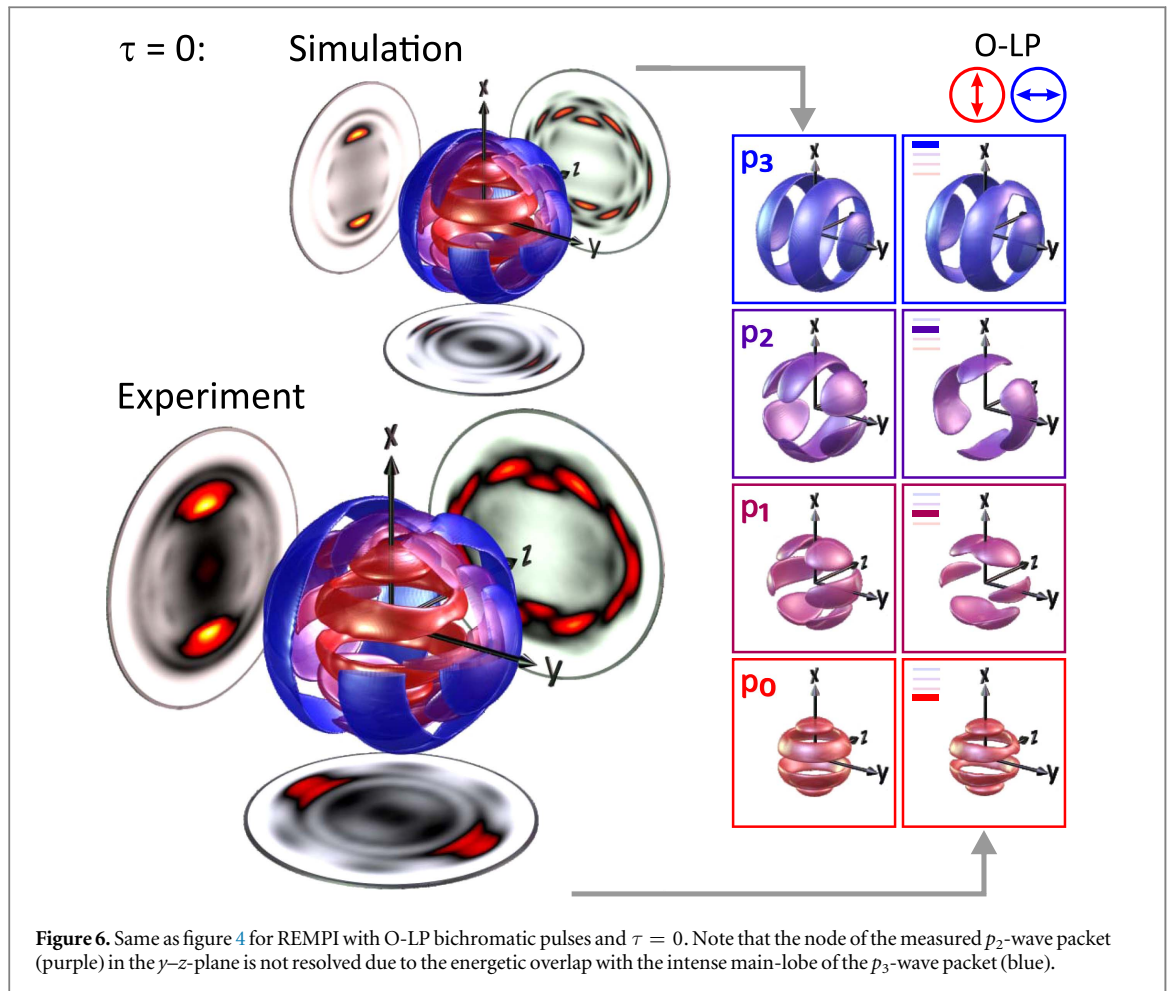 τ = 0: Simulation
O-LP
x
z
y
p₃
x
y
x
y
p₂
x
z
y
x
z
y
Experiment
x
z
y
p₁
x
z
y
x
z
y
p₀
x
z
y
x
z
y
Figure 6. Same as figure 4 for REMPI with O-LP bichromatic pulses and τ = 0. Note that the node of the measured p₂-wave packet
(purple) in the y–z-plane is not resolved due to the energetic overlap with the intense main-lobe of the p₃-wave packet (blue).